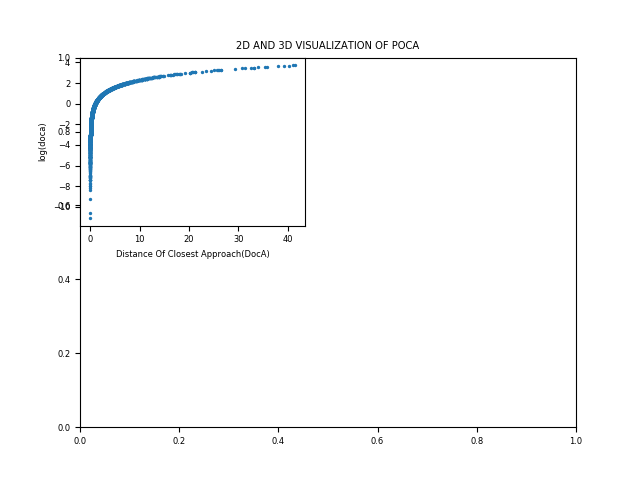 2D AND 3D VISUALIZATION OF POCA
1.0
4
2
0
−2
0.8
−4
−6
−8
0.6
−10
log(doca)
0 10 20 30 40
Distance Of Closest Approach(DocA)
0.4
0.2
0.0
0.0 0.2 0.4 0.6 0.8 1.0